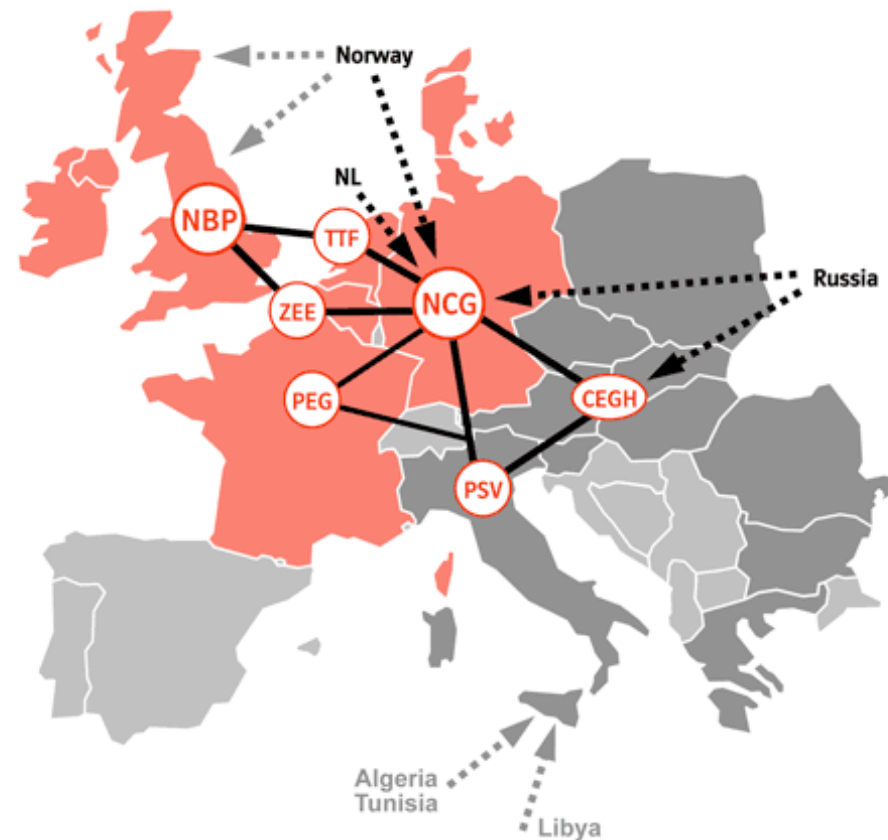 Norway
NL
NBP
TTF
Russia
NCG
ZEE
PEG
CEGH
PSV
Algeria
Tunisia
Libya